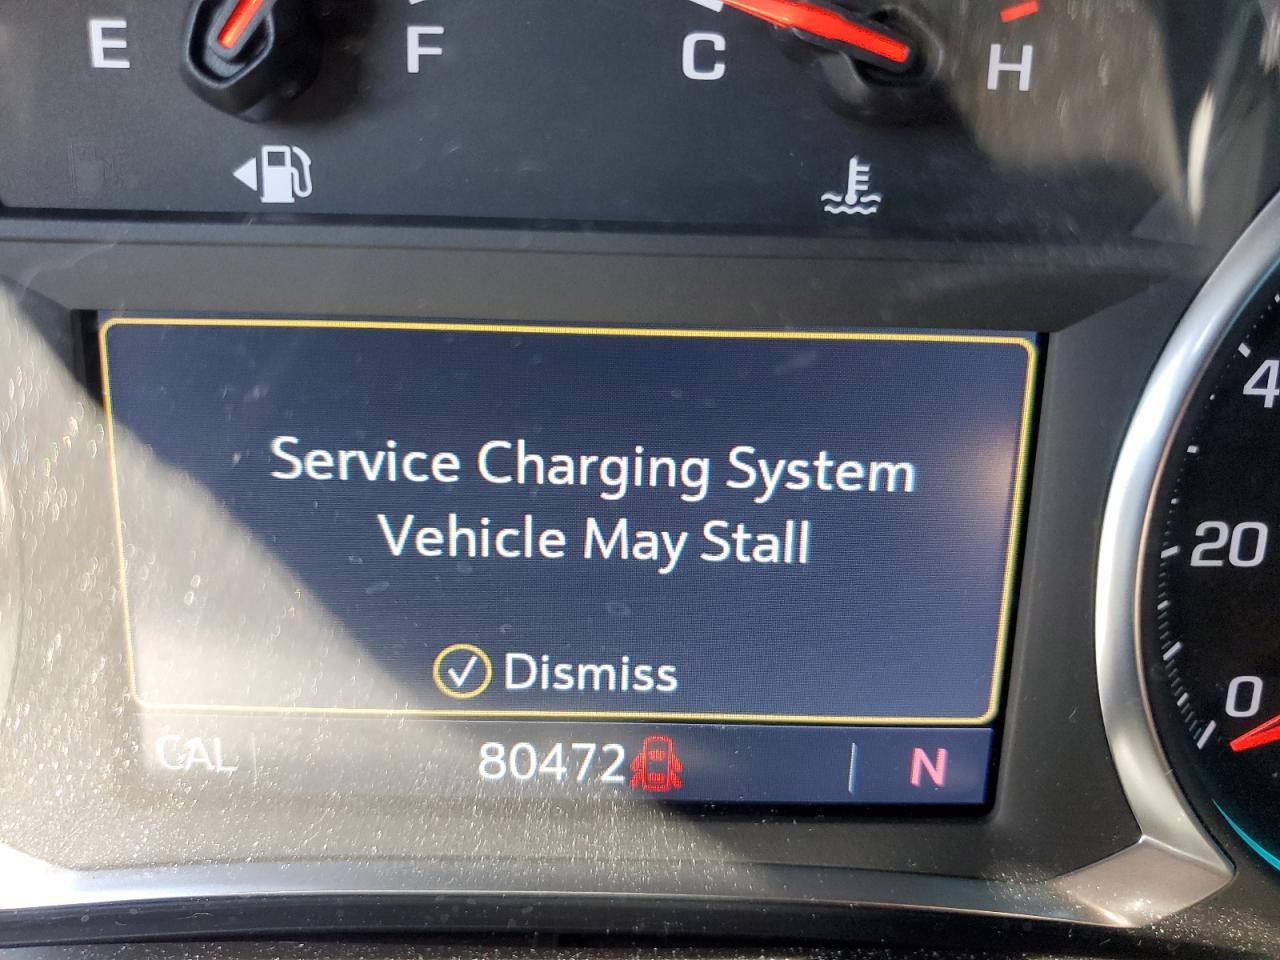 E F C H
Service Charging System
Vehicle May Stall
Dismiss
CAL 80472 N
4
20
0